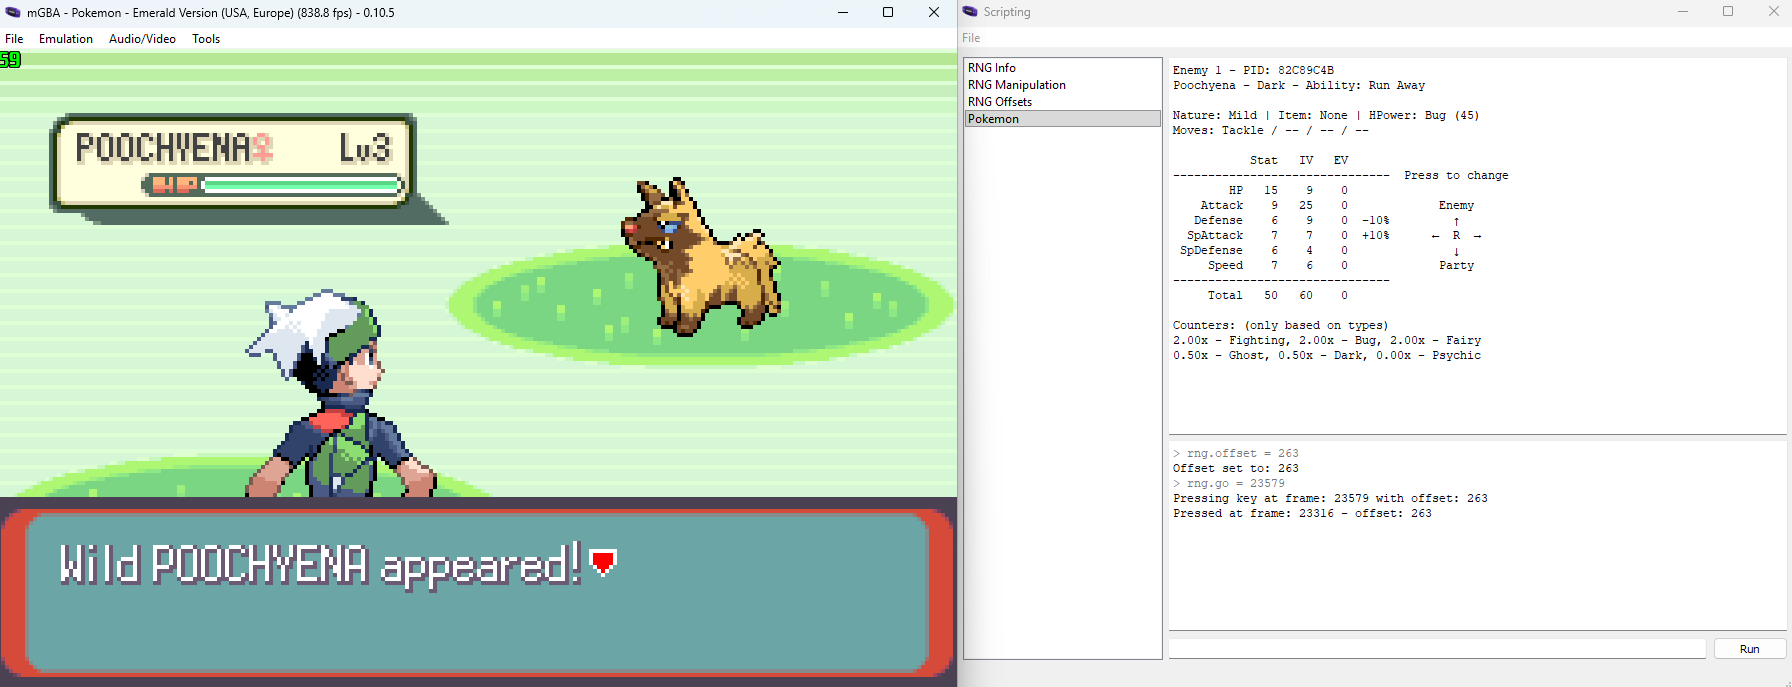 mGBA - Pokemon - Emerald Version (USA, Europe) (838.8 fps) - 0.10.5
File Emulation Audio/Video Tools
59
POOCHYENA♀ Lv3
HP
Wild POOCHYENA appeared!
Scripting
File
RNG Info
RNG Manipulation
RNG Offsets
Pokemon
Enemy 1 - PID: 82C89C4B
Poochyena - Dark - Ability: Run Away
Nature: Mild | Item: None | HPower: Bug (45)
Moves: Tackle / -- / -- / --
Stat IV EV
------------------------------- Press to change
HP 15 9 0
Attack 9 25 0 Enemy
Defense 6 9 0 -10% ↑
SpAttack 7 7 0 +10% ← R →
SpDefense 6 4 0 ↓
Speed 7 6 0 Party
-------------------------------
Total 50 60 0
Counters: (only based on types)
2.00x - Fighting, 2.00x - Bug, 2.00x - Fairy
0.50x - Ghost, 0.50x - Dark, 0.00x - Psychic
> rng.offset = 263
Offset set to: 263
> rng.go = 23579
Pressing key at frame: 23579 with offset: 263
Pressed at frame: 23316 - offset: 263
Run